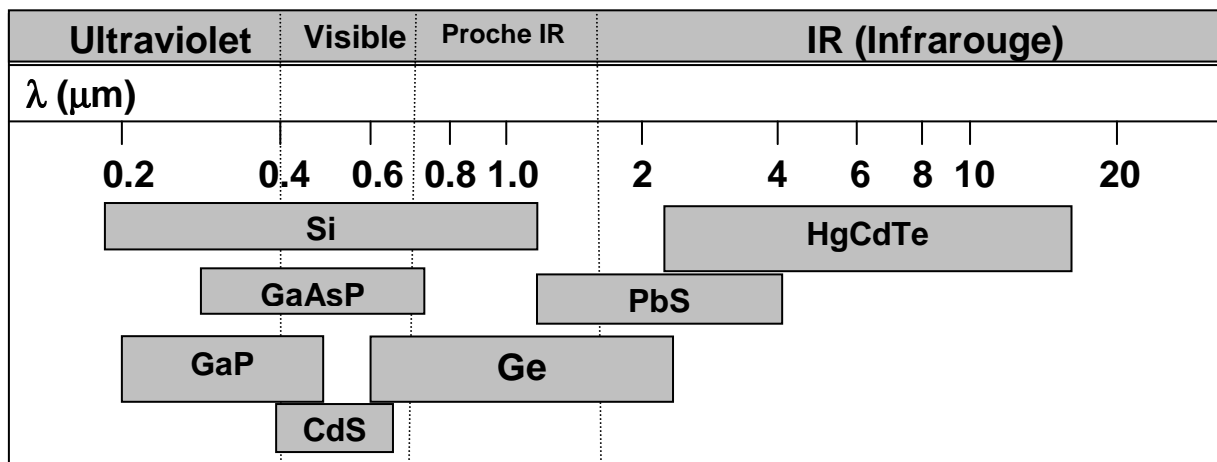 Ultraviolet Visible Proche IR IR (Infrarouge)
λ (μm)
0.2 0.4 0.6 0.8 1.0 2 4 6 8 10 20
Si HgCdTe
GaAsP PbS
GaP Ge
CdS